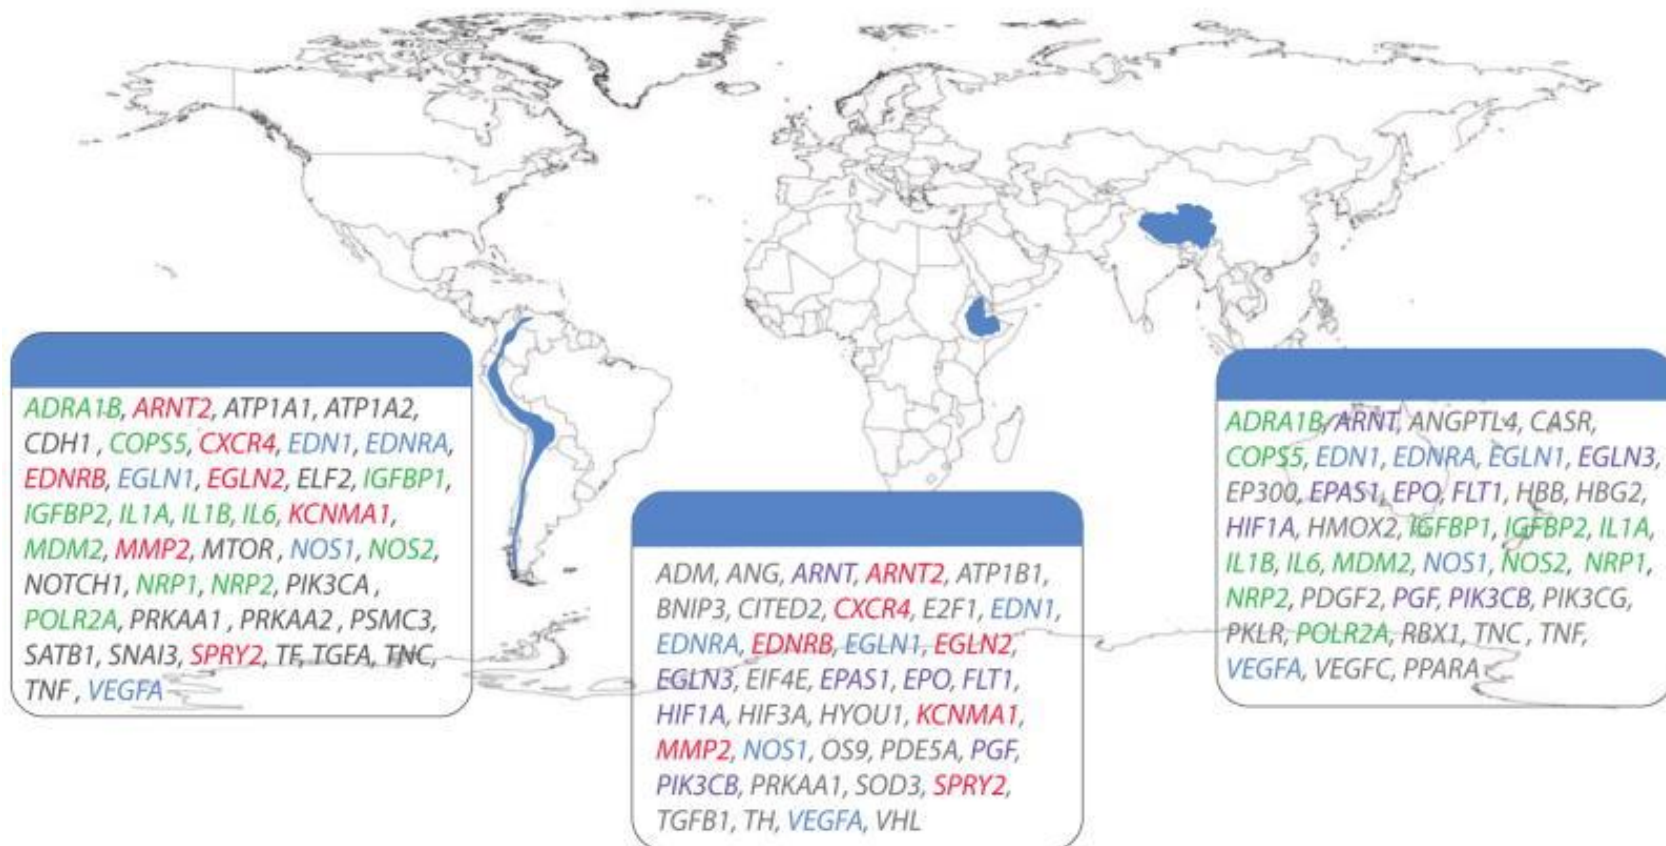 ADRA1B, ARNT2, ATP1A1, ATP1A2,
CDH1, COPS5, CXCR4, EDN1, EDNRA,
EDNRB, EGLN1, EGLN2, ELF2, IGFBP1,
IGFBP2, IL1A, IL1B, IL6, KCNMA1,
MDM2, MMP2, MTOR , NOS1, NOS2,
NOTCH1, NRP1, NRP2, PIK3CA ,
POLR2A, PRKAA1 , PRKAA2 , PSMC3,
SATB1, SNAI3, SPRY2, TF, TGFA, TNC,
TNF , VEGFA
ADM, ANG, ARNT, ARNT2, ATP1B1,
BNIP3, CITED2, CXCR4, E2F1, EDN1,
EDNRA, EDNRB, EGLN1, EGLN2,
EGLN3, EIF4E, EPAS1, EPO, FLT1,
HIF1A, HIF3A, HYOU1, KCNMA1,
MMP2, NOS1, OS9, PDE5A, PGF,
PIK3CB, PRKAA1, SOD3, SPRY2,
TGFB1, TH, VEGFA, VHL
ADRA1B, ARNT, ANGPTL4, CASR,
COPS5, EDN1, EDNRA, EGLN1, EGLN3,
EP300, EPAS1, EPO, FLT1, HBB, HBG2,
HIF1A, HMOX2, IGFBP1, IGFBP2, IL1A,
IL1B, IL6, MDM2, NOS1, NOS2, NRP1,
NRP2, PDGF2, PGF, PIK3CB, PIK3CG,
PKLR, POLR2A, RBX1, TNC , TNF,
VEGFA, VEGFC, PPARA